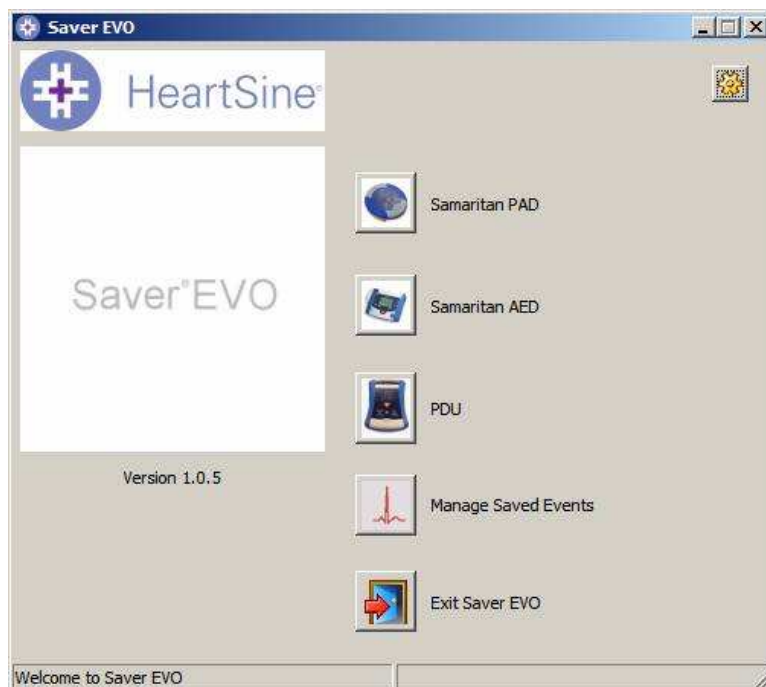 Saver EVO
HeartSine®
Saver®EVO
Version 1.0.5
Samaritan PAD
Samaritan AED
PDU
Manage Saved Events
Exit Saver EVO
Welcome to Saver EVO